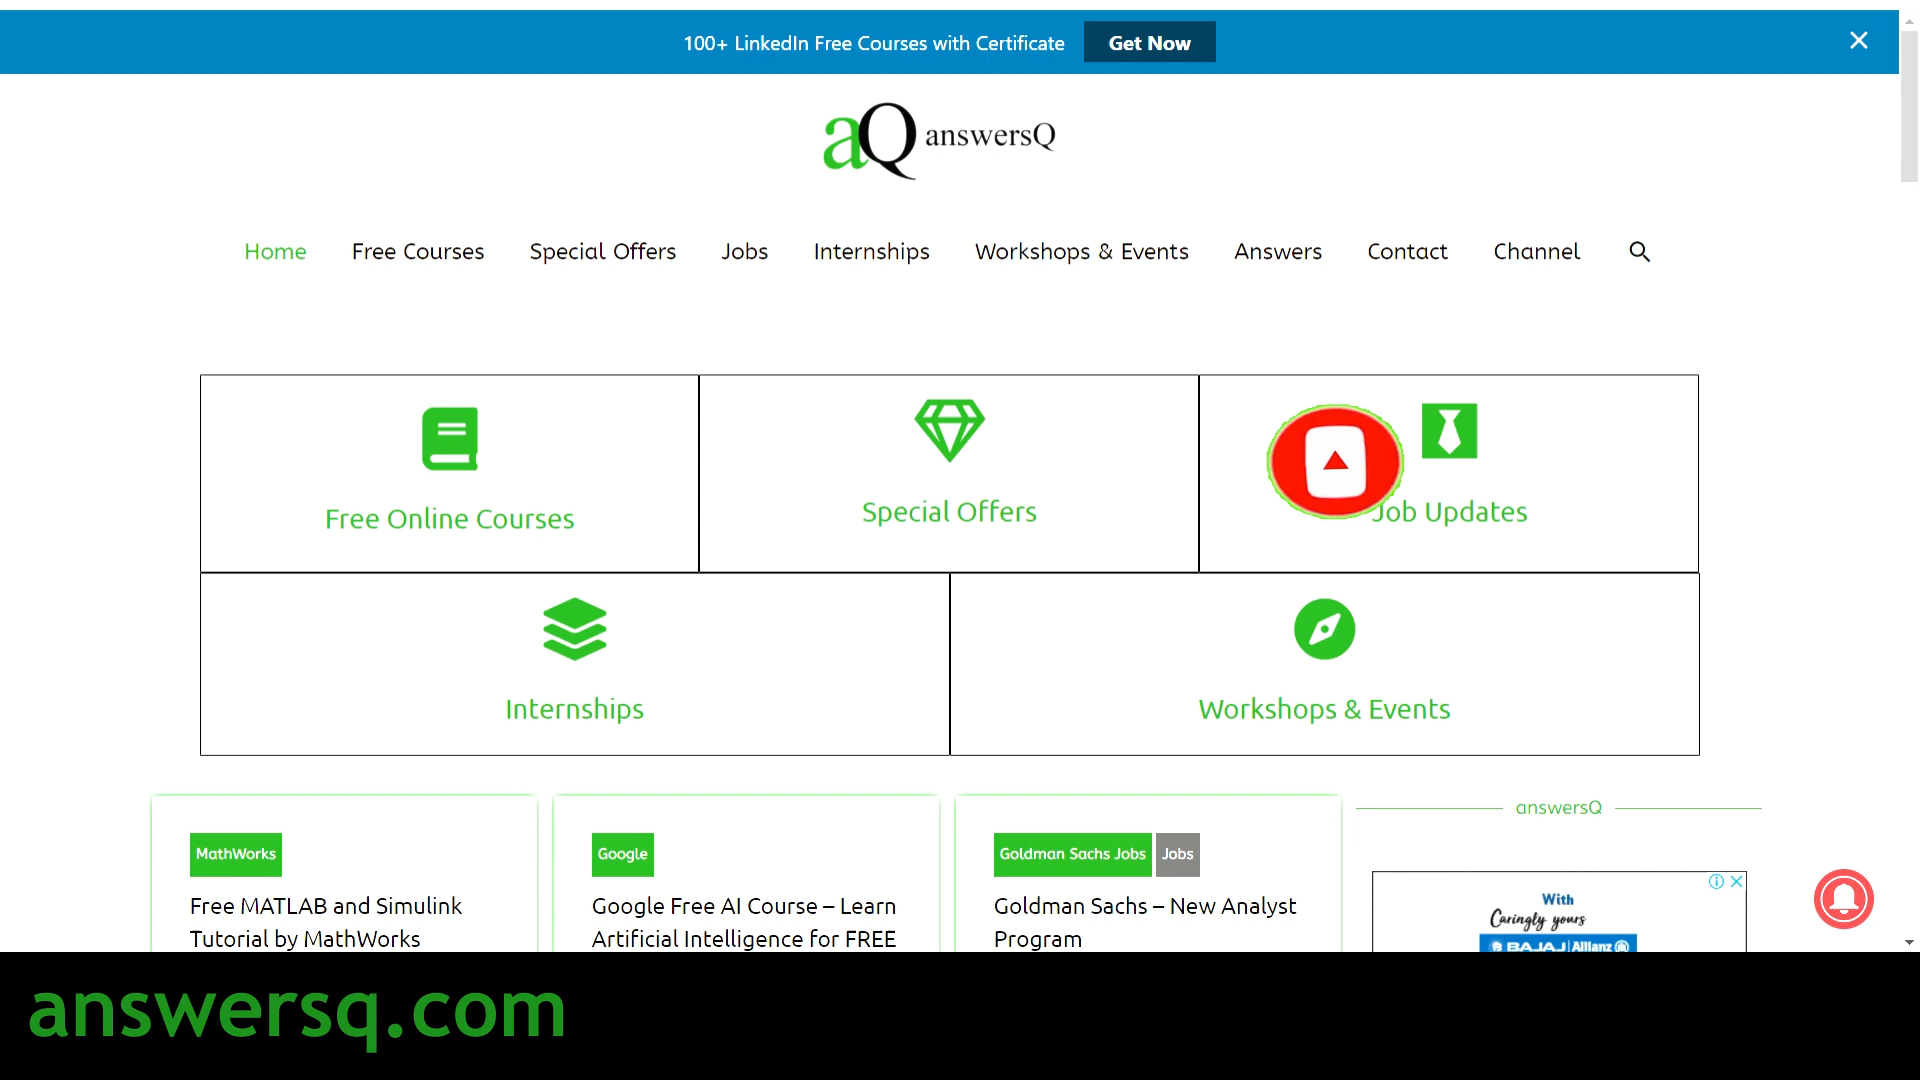 100+ LinkedIn Free Courses with Certificate Get Now
aQ answersQ
Home Free Courses Special Offers Jobs Internships Workshops & Events Answers Contact Channel
Free Online Courses
Special Offers
Job Updates
Internships
Workshops & Events
MathWorks
Free MATLAB and Simulink
Tutorial by MathWorks
Google
Google Free AI Course – Learn
Artificial Intelligence for FREE
Goldman Sachs Jobs Jobs
Goldman Sachs – New Analyst
Program
answersQ
With
Caringly yours
BAJAJ Allianz
answersq.com